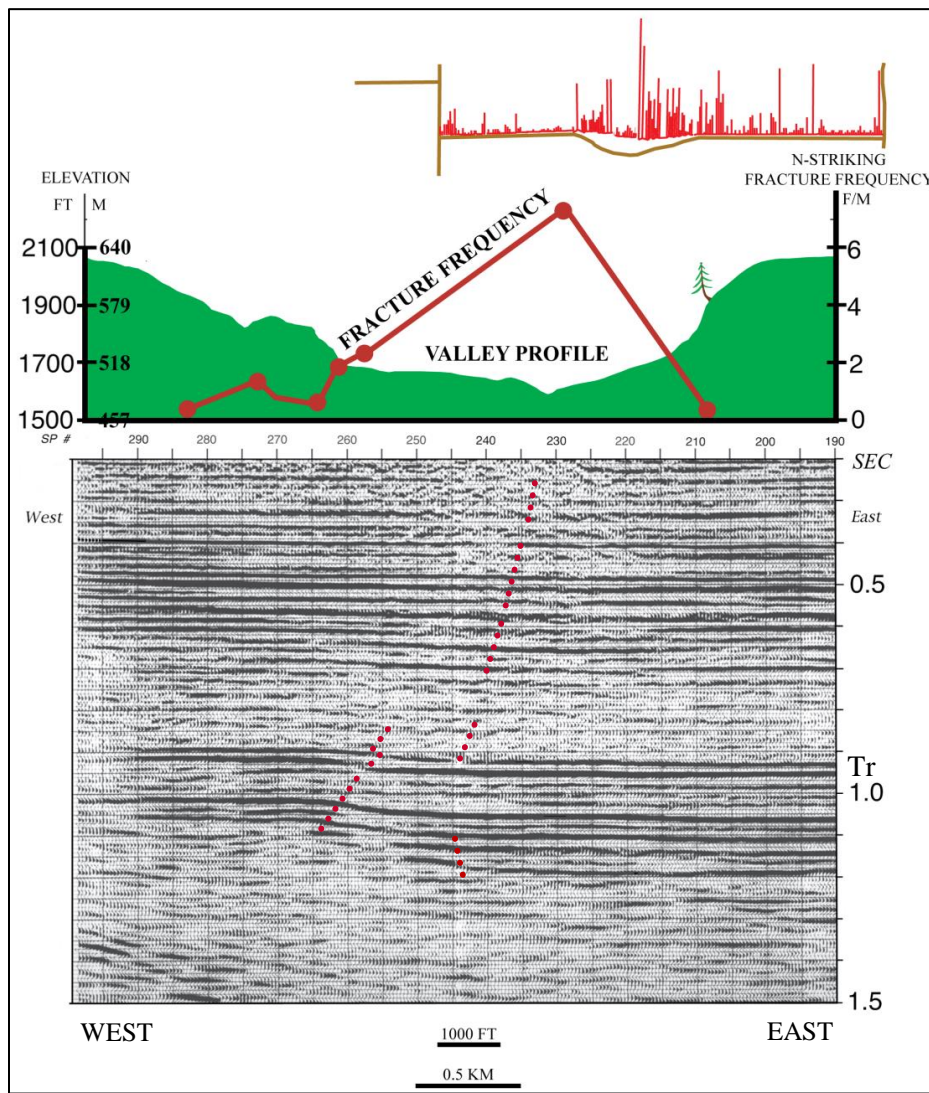 ELEVATION
FT M
N-STRIKING
FRACTURE FREQUENCY
F/M
2100 640 6
1900 579 4
1700 518 2
1500 457 0
FRACTURE FREQUENCY
VALLEY PROFILE
SP # 290 280 270 260 250 240 230 220 210 200 190
SEC
West East
0.5
Tr
1.0
1.5
WEST EAST
1000 FT
0.5 KM